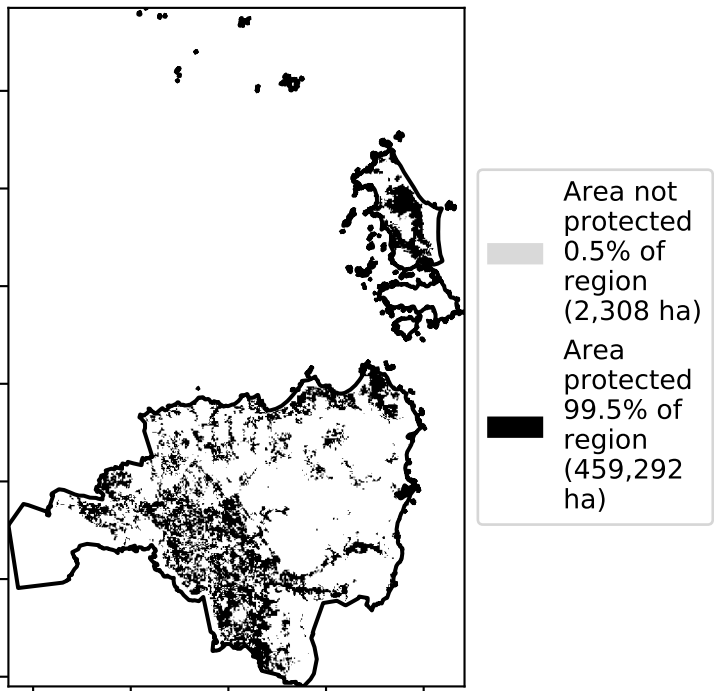 Area not
protected
0.5% of
region
(2,308 ha)
Area
protected
99.5% of
region
(459,292
ha)